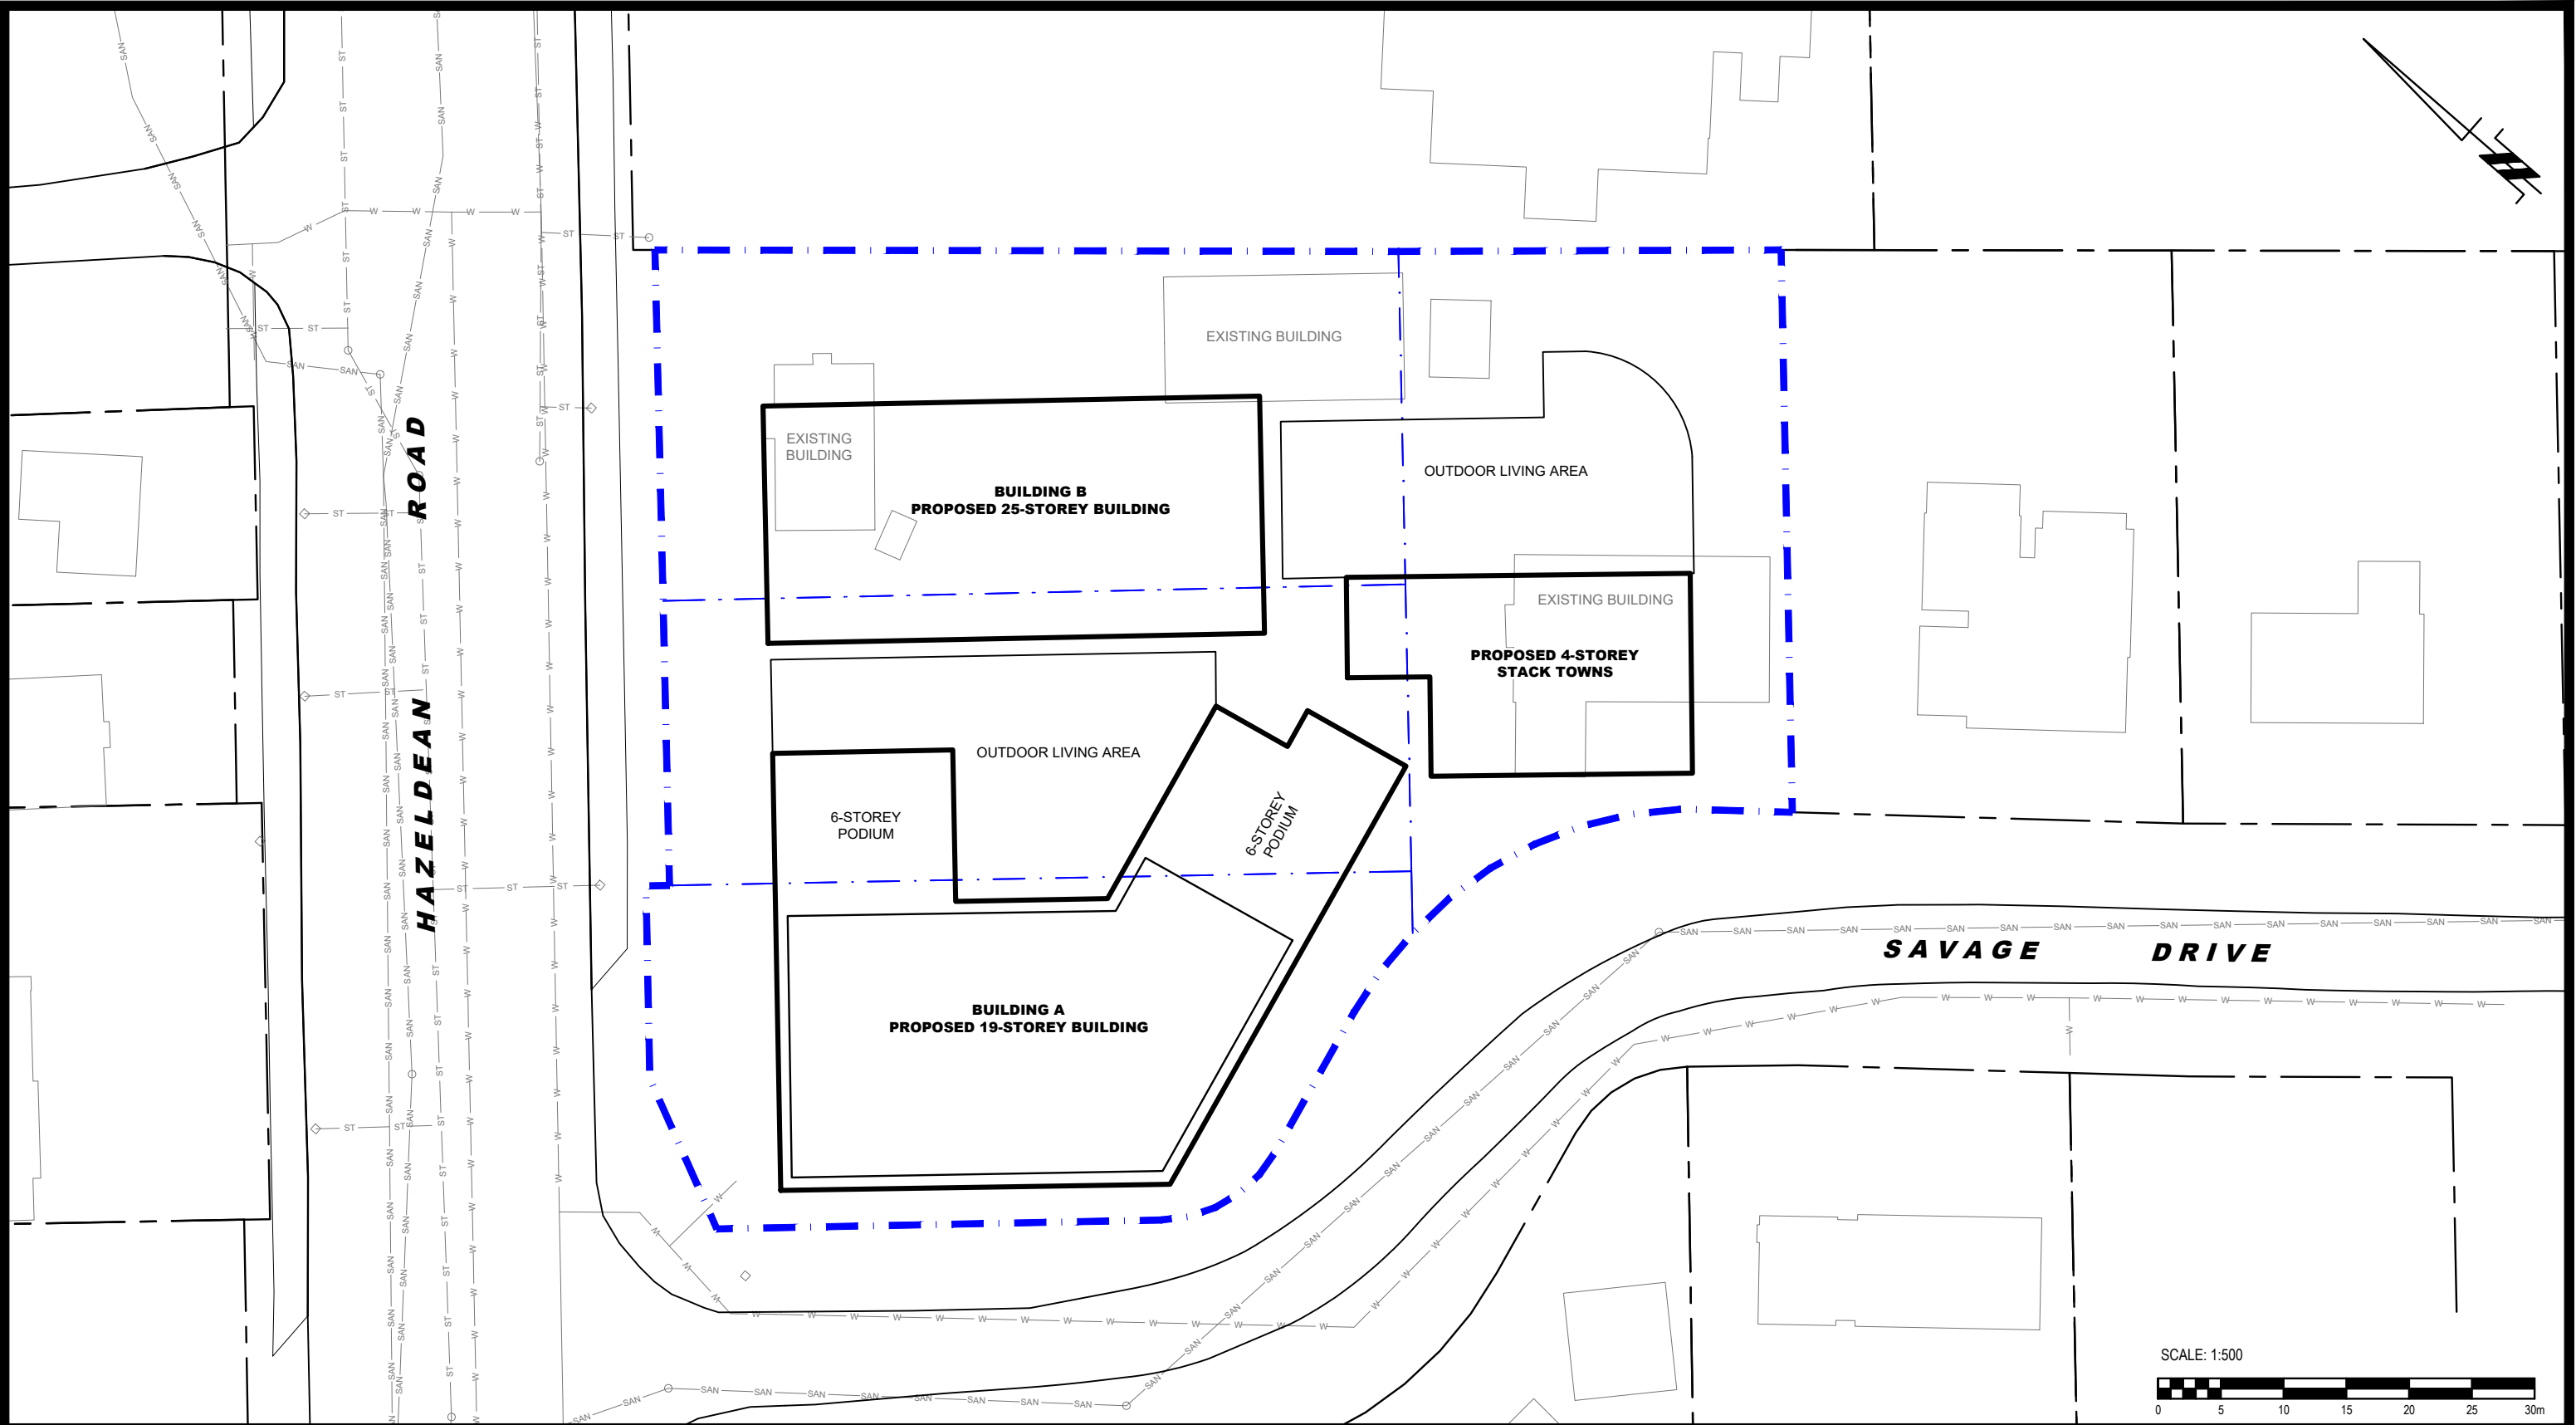 EXISTING BUILDING
EXISTING
BUILDING
OUTDOOR LIVING AREA
BUILDING B
PROPOSED 25-STOREY BUILDING
HAZELDEAN ROAD
EXISTING BUILDING
PROPOSED 4-STOREY
STACK TOWNS
OUTDOOR LIVING AREA
6-STOREY
PODIUM
6-STOREY
PODIUM
SAVAGE DRIVE
BUILDING A
PROPOSED 19-STOREY BUILDING
SAN
ST
W
SCALE: 1:500
0 5 10 15 20 25 30m